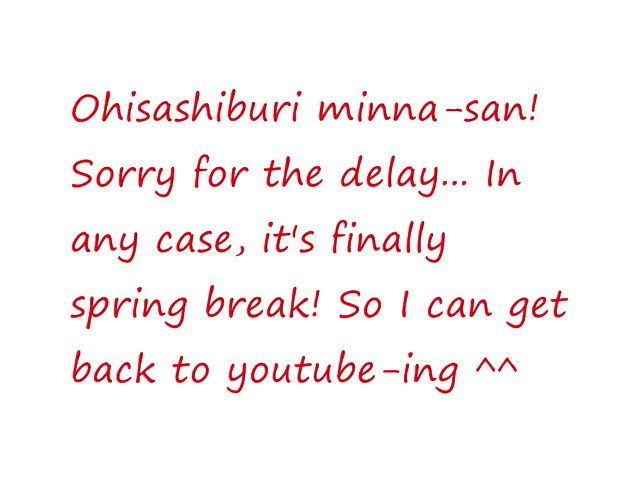 Ohisashiburi minna-san!
Sorry for the delay... In
any case, it's finally
spring break! So I can get
back to youtube-ing ^^